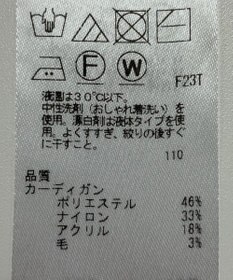 F
W
F23T
液温は30℃以下。
中性洗剤（おしゃれ着洗い）を
使用。漂白剤は液体タイプを使
用。よくすすぎ、絞りの後すぐ
に干すこと。
110
品質
カーディガン
ポリエステル 46%
ナイロン 33%
アクリル 18%
毛 3%